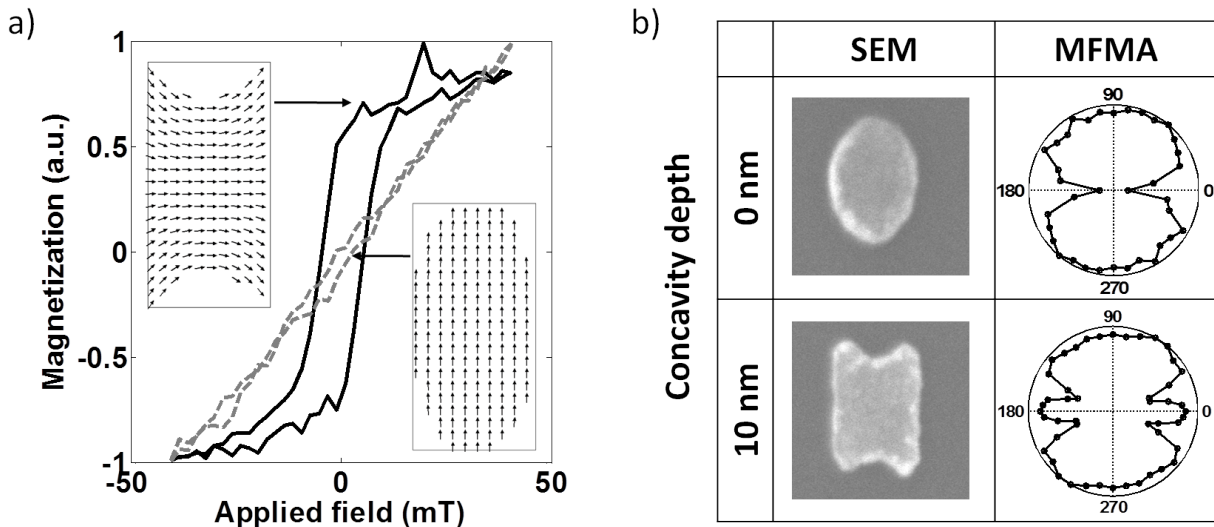 a)
1
0.5
0
-0.5
-1
-50
0
50
Magnetization (a.u.)
Applied field (mT)
b)
SEM
MFMA
Concavity depth
0 nm
90
180
0
270
10 nm
90
180
0
270